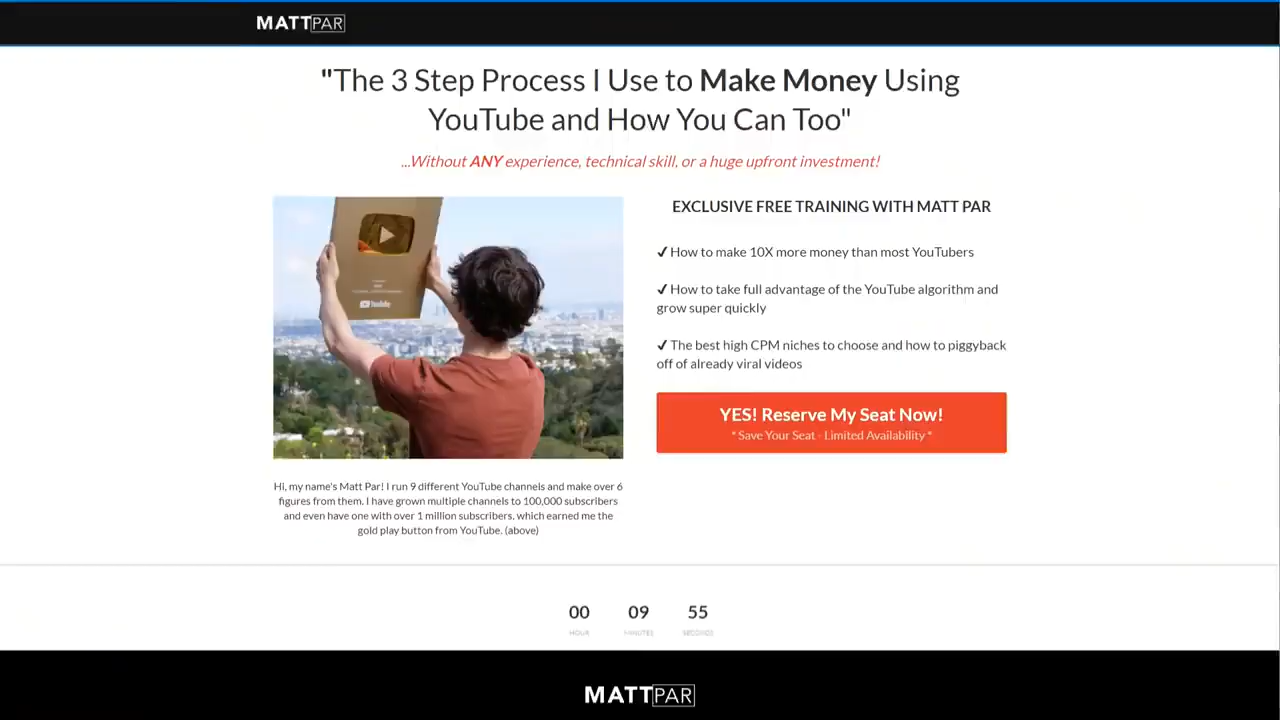 MATTPAR
"The 3 Step Process I Use to Make Money Using
YouTube and How You Can Too"
...Without ANY experience, technical skill, or a huge upfront investment!
EXCLUSIVE FREE TRAINING WITH MATT PAR
✔ How to make 10X more money than most YouTubers
✔ How to take full advantage of the YouTube algorithm and
grow super quickly
✔ The best high CPM niches to choose and how to piggyback
off of already viral videos
YES! Reserve My Seat Now!
* Save Your Seat - Limited Availability *
YouTube
Hi, my name's Matt Par! I run 9 different YouTube channels and make over 6
figures from them. I have grown multiple channels to 100,000 subscribers
and even have one with over 1 million subscribers, which earned me the
gold play button from YouTube. (above)
00 09 55
HOUR MINUTES SECONDS
MATTPAR